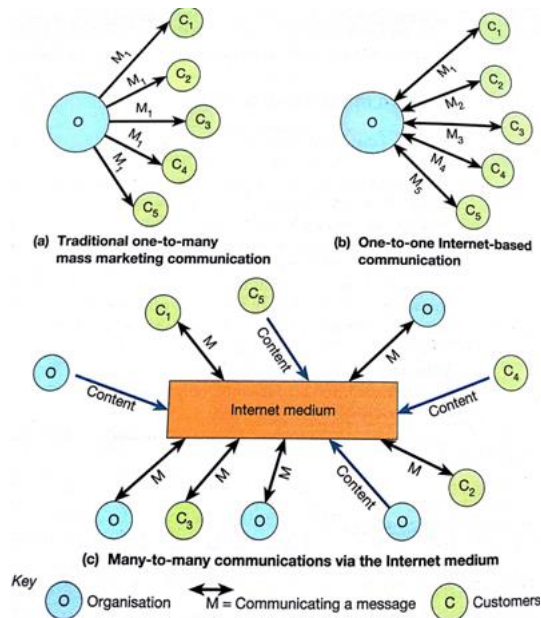 C1
M1
C2
M1
O
M1
C3
M1
C4
M1
C5
(a) Traditional one-to-many
mass marketing communication
C1
M1
C2
M2
O
M3
C3
M4
C4
M5
C5
(b) One-to-one Internet-based
communication
C5
C1
O
M
Content
M
O
Content
C4
Content
Internet medium
M
M
M
Content
M
C2
O
C3
O
O
(c) Many-to-many communications via the Internet medium
Key
O Organisation M = Communicating a message C Customers